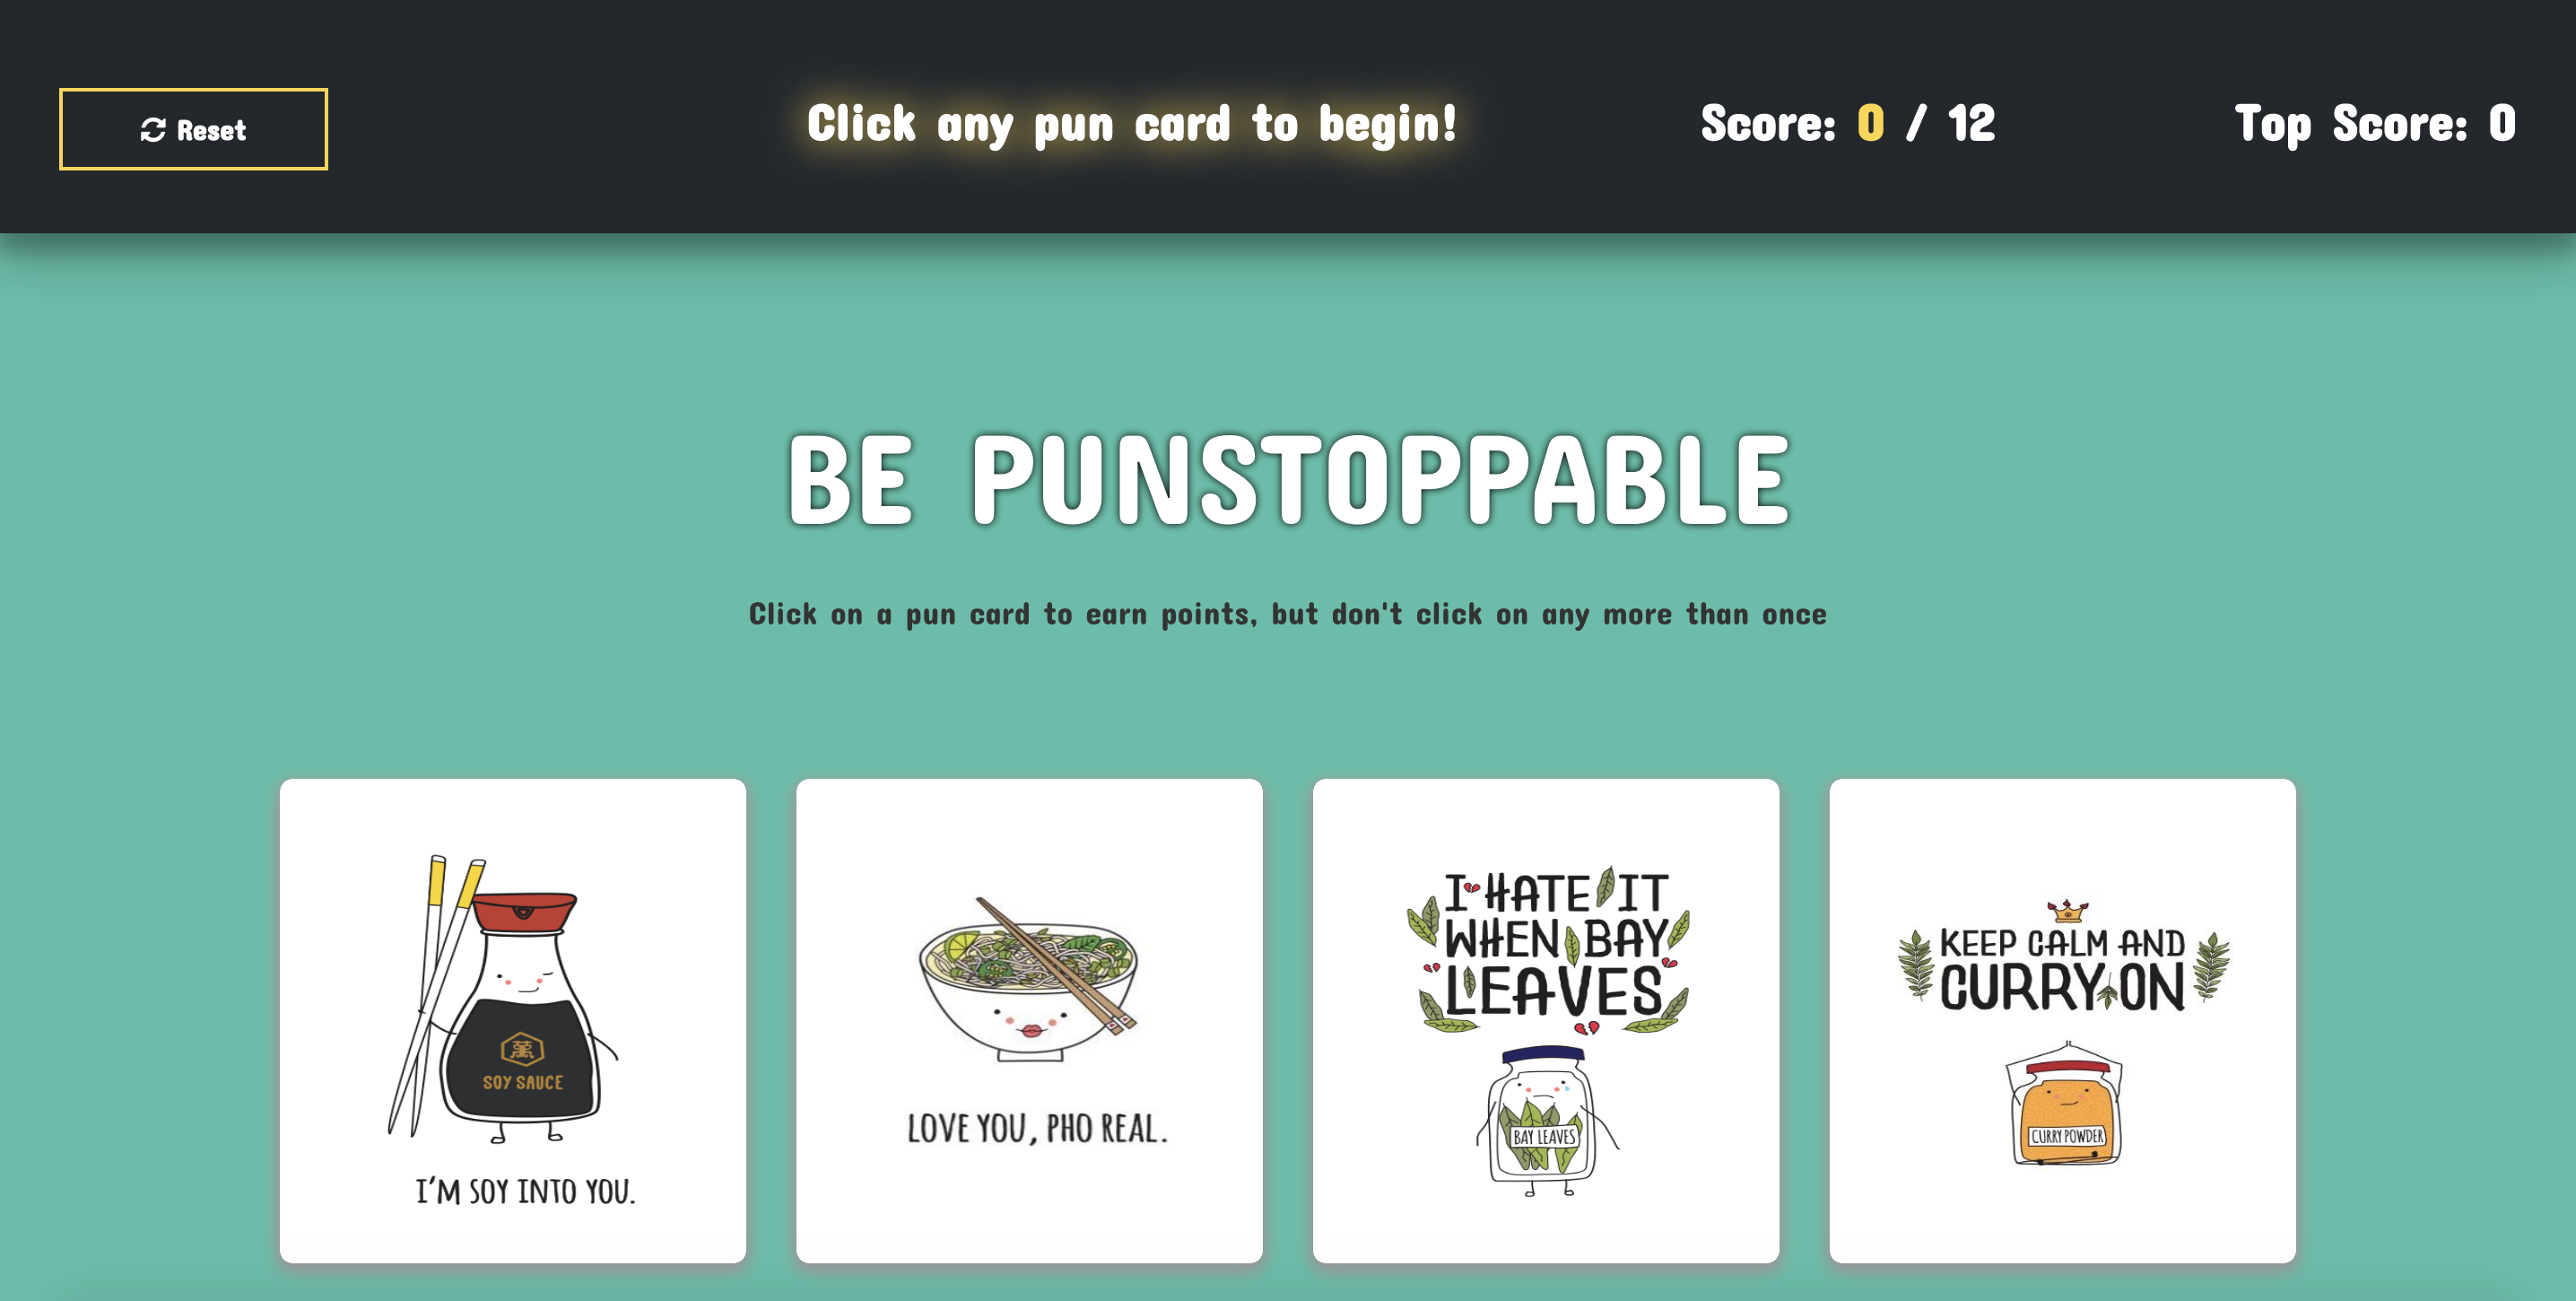 Reset
Click any pun card to begin!
Score: 0 / 12
Top Score: 0
BE PUNSTOPPABLE
Click on a pun card to earn points, but don't click on any more than once
萬
SOY SAUCE
I'M SOY INTO YOU.
LOVE YOU, PHO REAL.
I HATE IT
WHEN BAY
LEAVES
BAY LEAVES
KEEP CALM AND
CURRY ON
CURRY POWDER